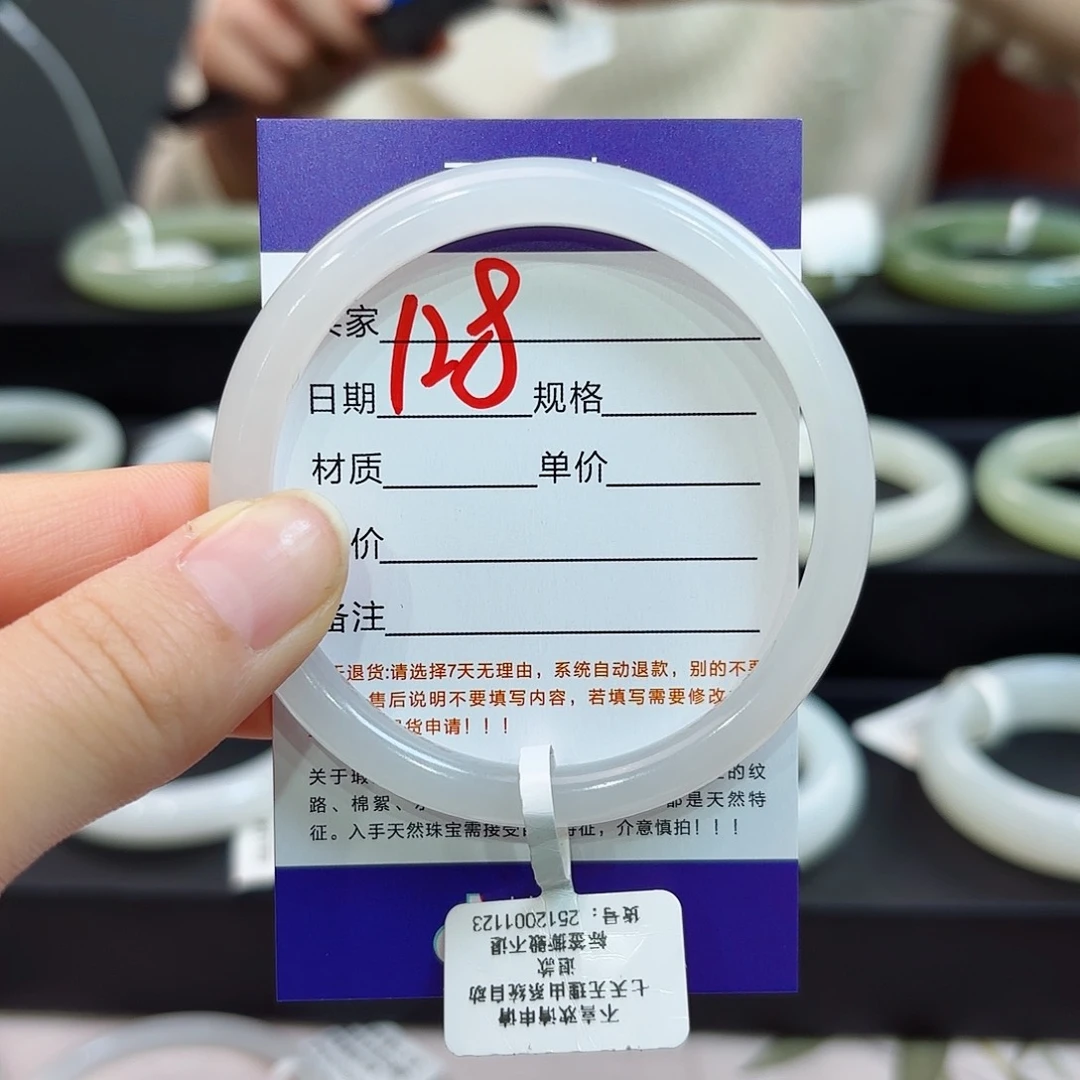 128
家
日期 规格
材质 单价
价
备注
退货:请选择7天无理由，系统自动退款，别的不要
售后说明不要填写内容，若填写需要修改
货申请！！！
关于 的纹
路、棉絮、 都是天然特
征。入手天然珠宝需接受 特征，介意慎拍！！！
不喜欢请申请
七天无理由系统自动
退款
标签撕毁不退
货号：2512001123